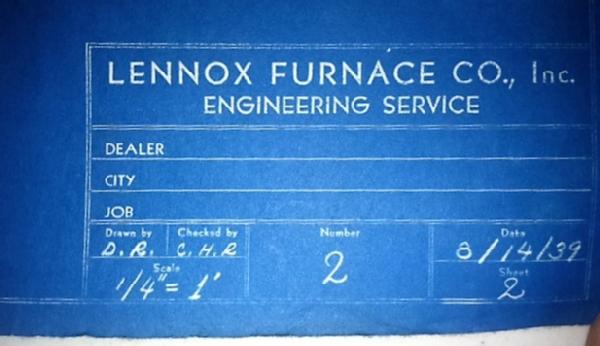 LENNOX FURNACE CO., Inc.
ENGINEERING SERVICE
DEALER
CITY
JOB
Drawn by Checked by Number Date
D.R. C.H.R 2 8/14/39
Scale Sheet
1/4"= 1' 2